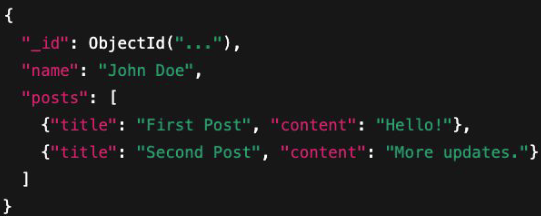 {
  "_id": ObjectId("..."),
  "name": "John Doe",
  "posts": [
    {"title": "First Post", "content": "Hello!"},
    {"title": "Second Post", "content": "More updates."}
  ]
}